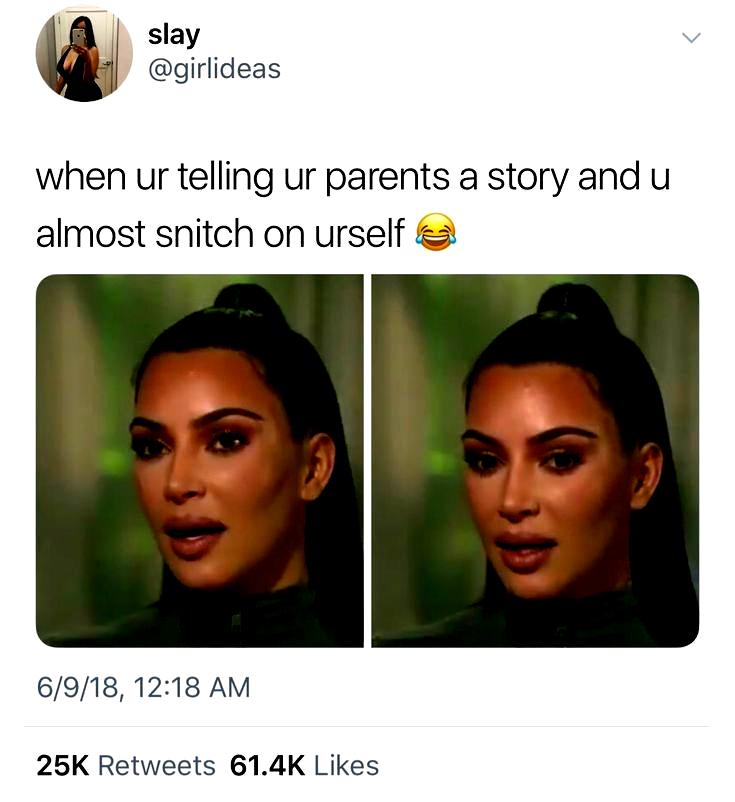 slay
@girlideas
when ur telling ur parents a story and u
almost snitch on urself 😂
6/9/18, 12:18 AM
25K Retweets 61.4K Likes